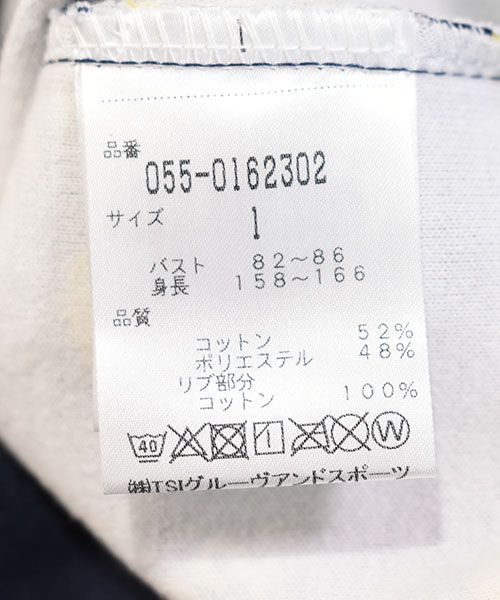 品番
055-0162302
サイズ
1
バスト 82～86
身長 158～166
品質
コットン 52%
ポリエステル 48%
リブ部分
コットン 100%
40 W
㈱TSIグルーヴアンドスポーツ